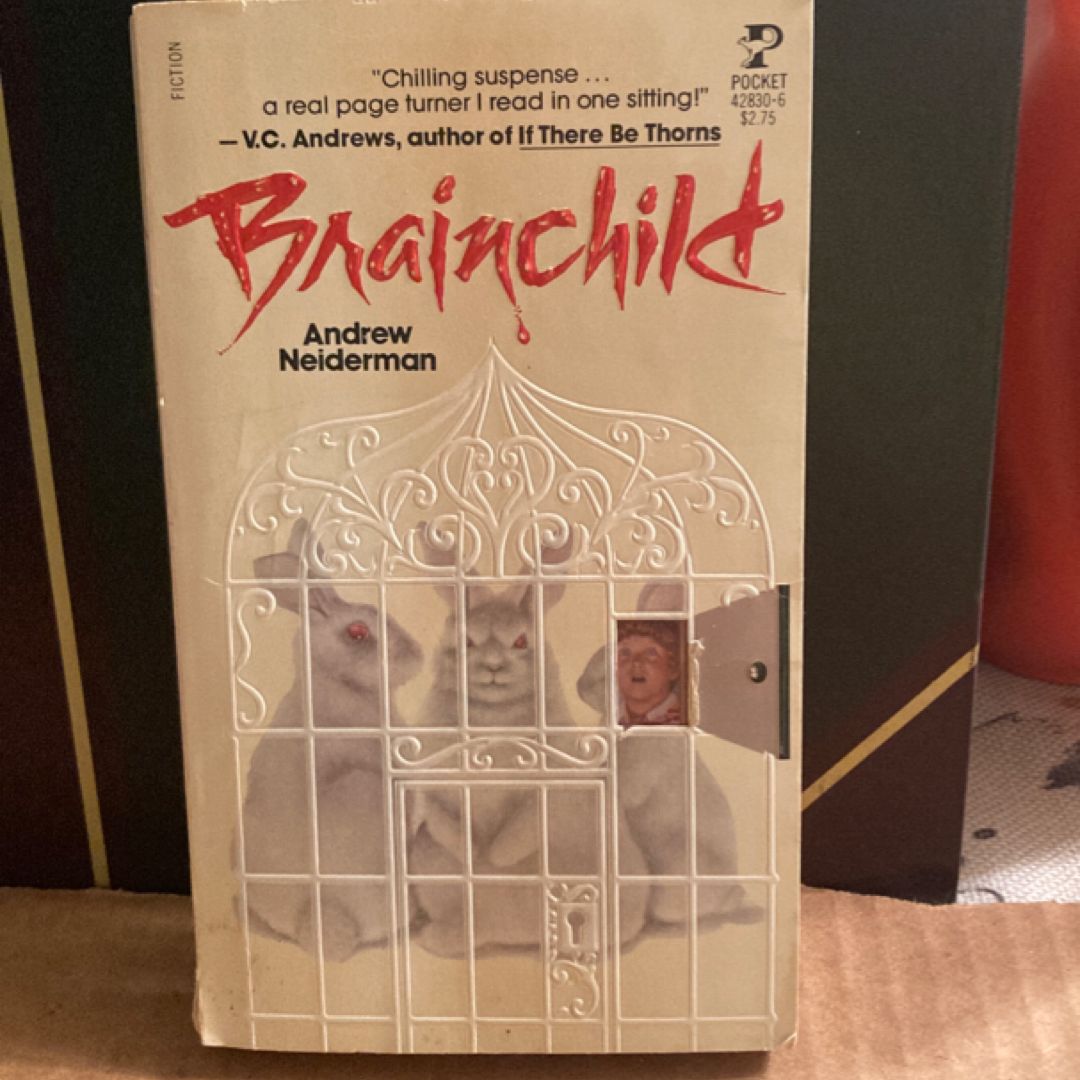 FICTION
"Chilling suspense ...
a real page turner I read in one sitting!"
— V.C. Andrews, author of If There Be Thorns
P
POCKET
42830-6
$2.75
Brainchild
Andrew
Neiderman